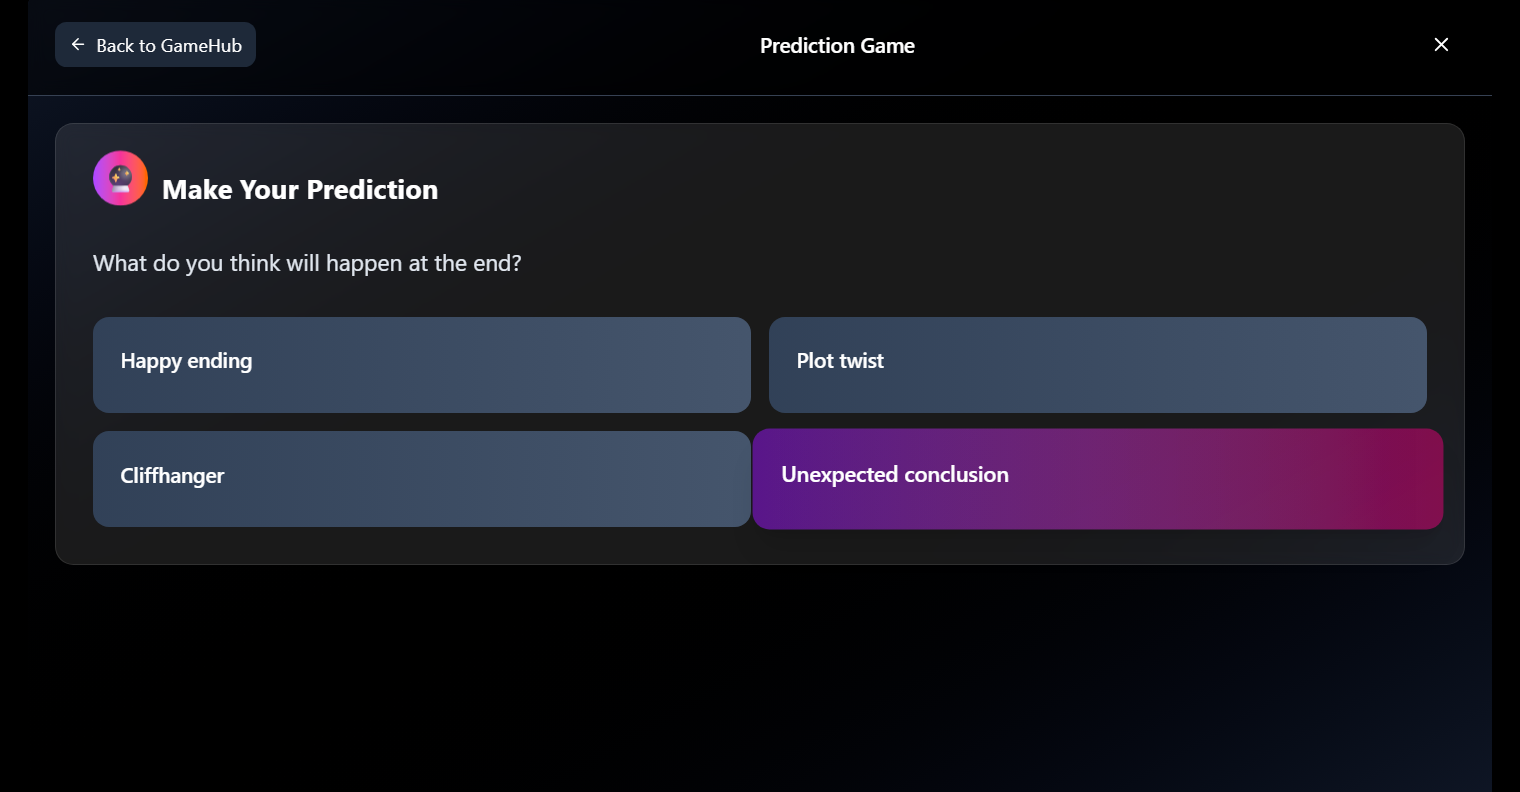 Back to GameHub
Prediction Game
Make Your Prediction
What do you think will happen at the end?
Happy ending
Plot twist
Cliffhanger
Unexpected conclusion